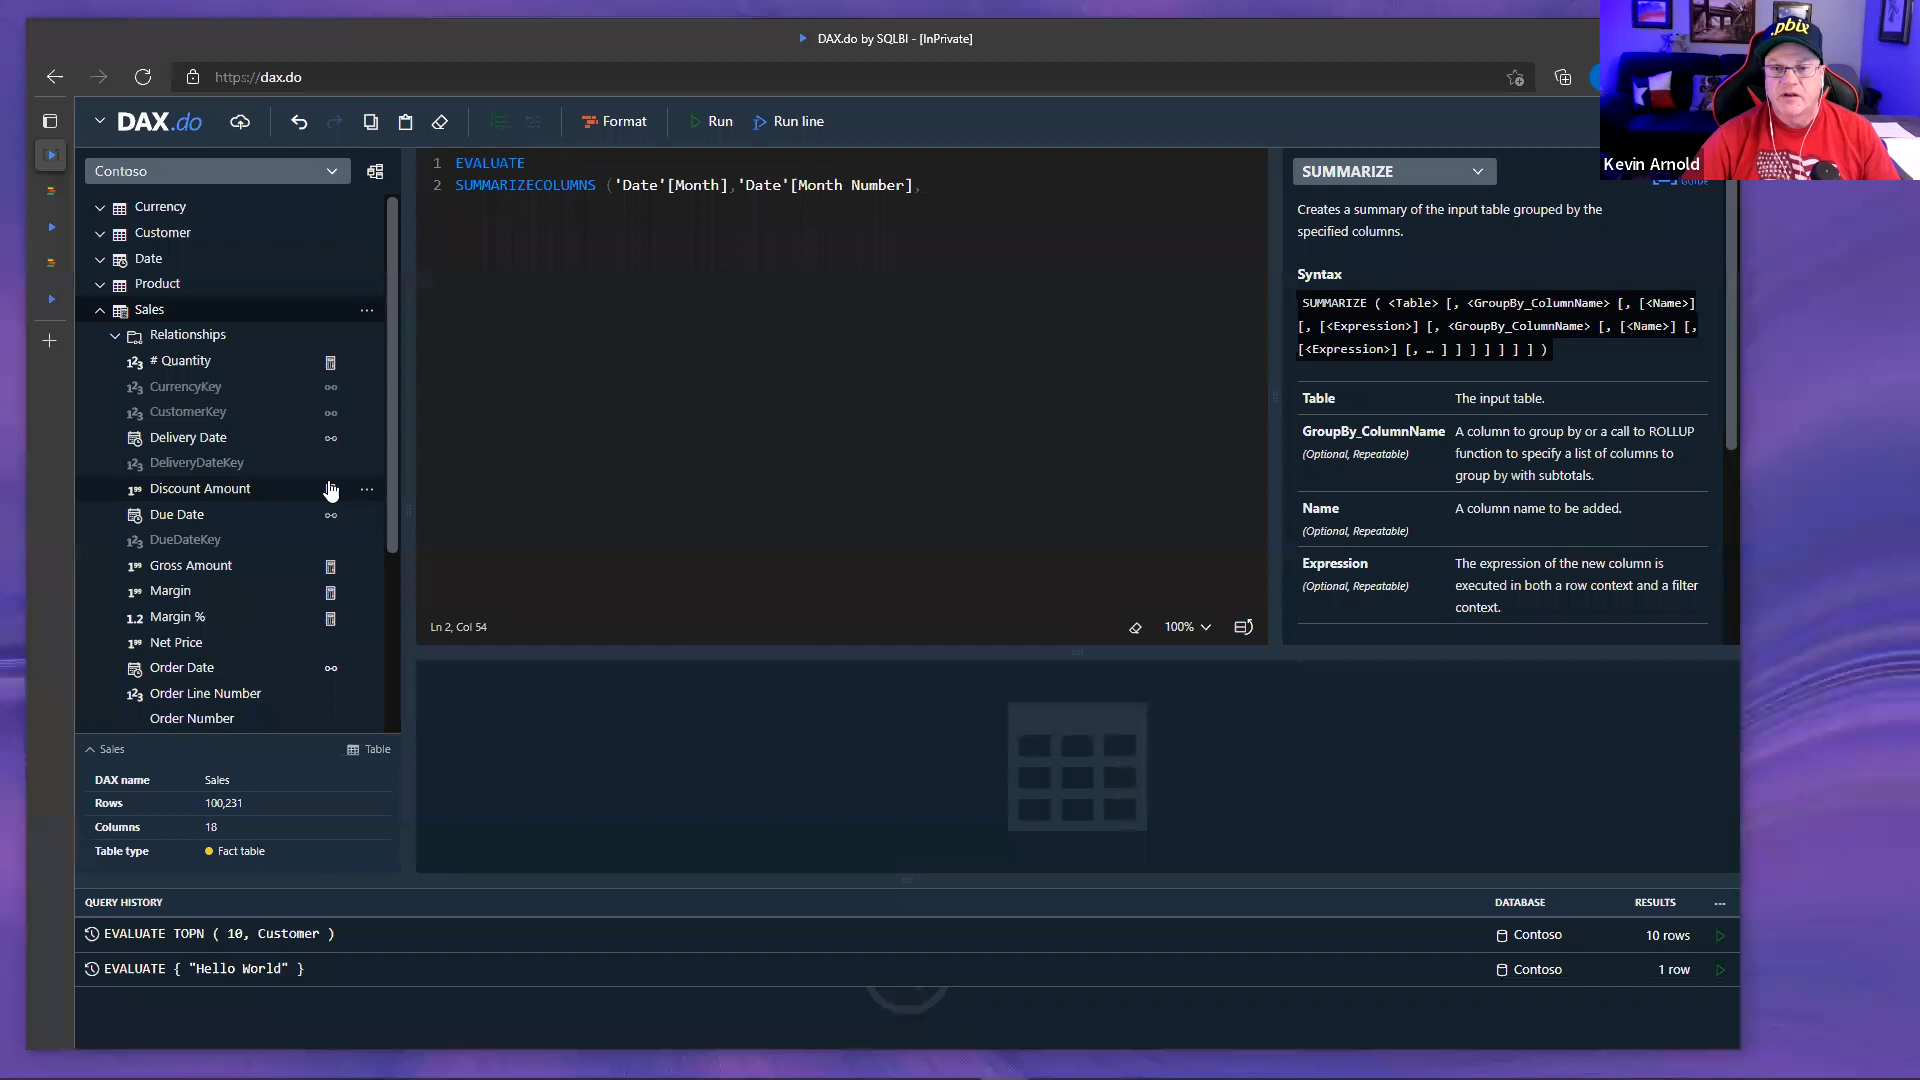 DAX.do by SQLBI - [InPrivate]
https://dax.do
DAX.do
Format
Run
Run line
.pbix
Kevin Arnold
Contoso
Currency
Customer
Date
Product
Sales
Relationships
# Quantity
CurrencyKey
CustomerKey
Delivery Date
DeliveryDateKey
Discount Amount
Due Date
DueDateKey
Gross Amount
Margin
Margin %
Net Price
Order Date
Order Line Number
Order Number
Sales
Table
DAX name Sales
Rows 100,231
Columns 18
Table type Fact table
1 EVALUATE
2 SUMMARIZECOLUMNS ('Date'[Month],'Date'[Month Number],
Ln 2, Col 54
100%
SUMMARIZE
GUIDE
Creates a summary of the input table grouped by the
specified columns.
Syntax
SUMMARIZE ( <Table> [, <GroupBy_ColumnName> [, [<Name>]
[, [<Expression>] [, <GroupBy_ColumnName> [, [<Name>] [,
[<Expression>] [, … ] ] ] ] ] ] ] )
Table The input table.
GroupBy_ColumnName A column to group by or a call to ROLLUP
(Optional, Repeatable) function to specify a list of columns to
group by with subtotals.
Name A column name to be added.
(Optional, Repeatable)
Expression The expression of the new column is
(Optional, Repeatable) executed in both a row context and a filter
context.
QUERY HISTORY DATABASE RESULTS
EVALUATE TOPN ( 10, Customer ) Contoso 10 rows
EVALUATE { "Hello World" } Contoso 1 row